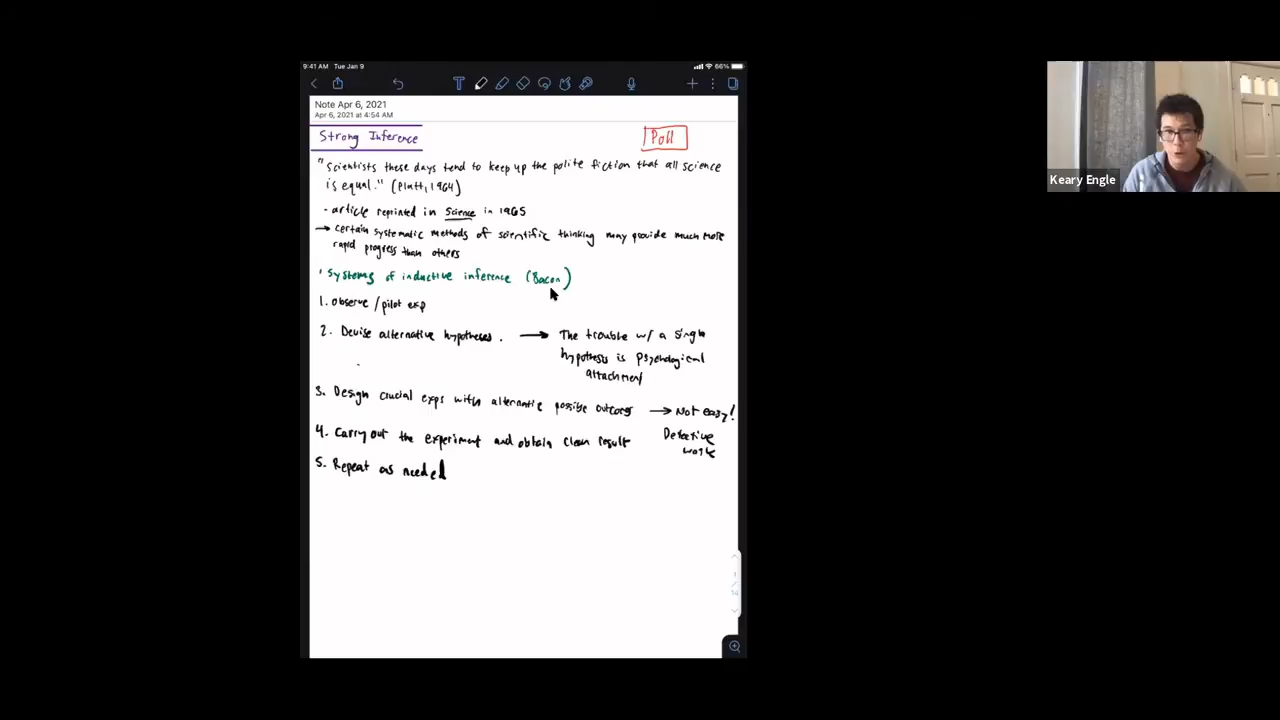 9:41 AM Tue Jan 9
66%
Note Apr 6, 2021
Apr 6, 2021 at 4:54 AM
Strong Inference
Poll
"Scientists these days tend to keep up the polite fiction that all science
is equal." (Platt, 1964)
- article reprinted in Science in 1965
→ certain systematic methods of scientific thinking may provide much more
rapid progress than others
' Systems of inductive inference (Bacon)
1. observe / pilot exp
2. Devise alternative hypotheses. → The trouble w/ a single
hypothesis is psychological
attachment
3. Design crucial exps with alternative possible outcomes → Not easy!
Detective
work
4. Carry out the experiment and obtain clean result
5. Repeat as needed
1
/
14
Keary Engle